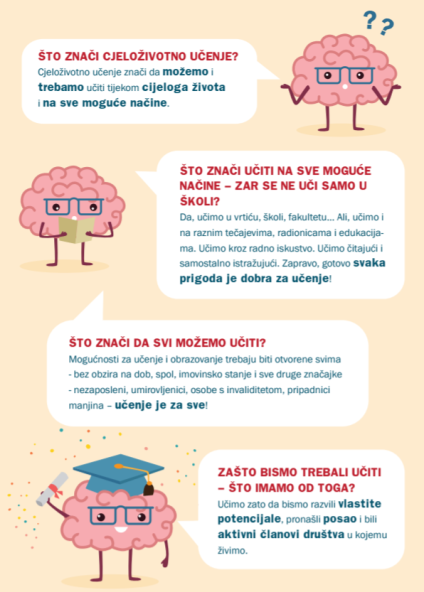 ??
ŠTO ZNAČI CJELOŽIVOTNO UČENJE?
Cjeloživotno učenje znači da možemo i
trebamo učiti tijekom cijeloga života
i na sve moguće načine.
ŠTO ZNAČI UČITI NA SVE MOGUĆE
NAČINE – ZAR SE NE UČI SAMO U
ŠKOLI?
Da, učimo u vrtiću, školi, fakultetu... Ali, učimo i
na raznim tečajevima, radionicama i edukacija-
ma. Učimo kroz radno iskustvo. Učimo čitajući i
samostalno istražujući. Zapravo, gotovo svaka
prigoda je dobra za učenje!
ŠTO ZNAČI DA SVI MOŽEMO UČITI?
Mogućnosti za učenje i obrazovanje trebaju biti otvorene svima
- bez obzira na dob, spol, imovinsko stanje i sve druge značajke
- nezaposleni, umirovljenici, osobe s invaliditetom, pripadnici
manjina – učenje je za sve!
ZAŠTO BISMO TREBALI UČITI
– ŠTO IMAMO OD TOGA?
Učimo zato da bismo razvili vlastite
potencijale, pronašli posao i bili
aktivni članovi društva u kojemu
živimo.